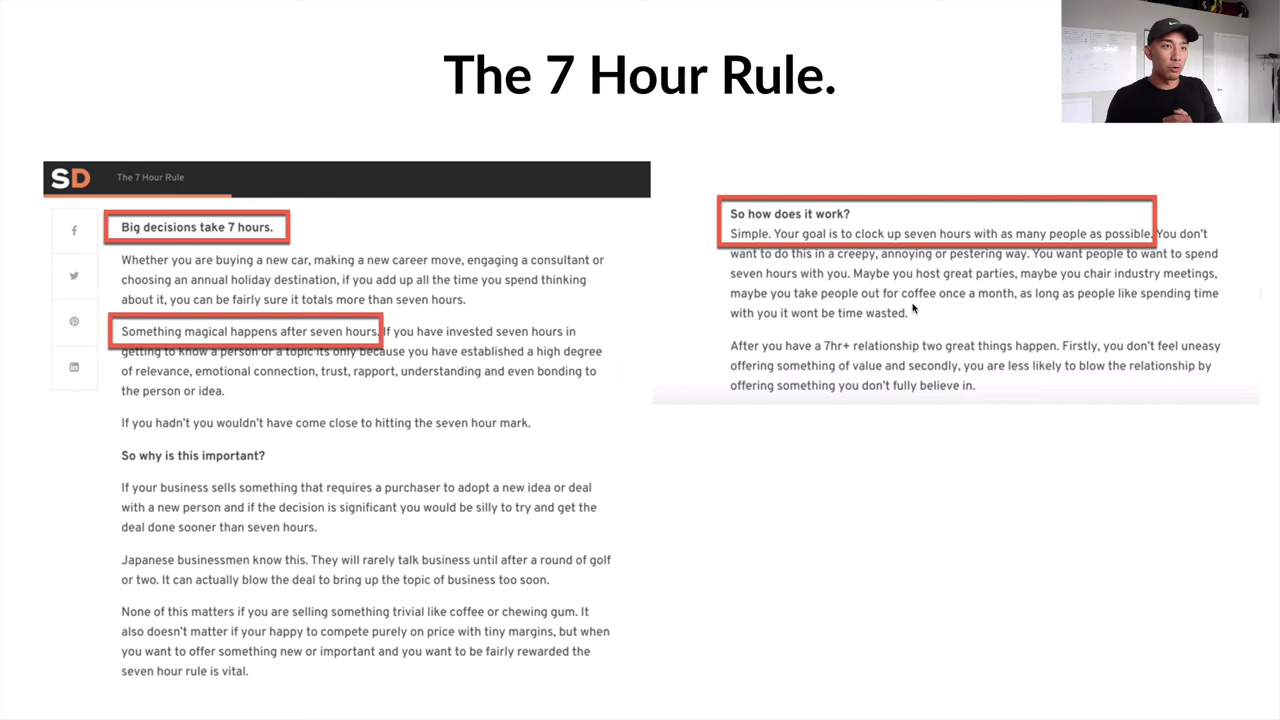 The 7 Hour Rule.
SD
The 7 Hour Rule
Big decisions take 7 hours.
Whether you are buying a new car, making a new career move, engaging a consultant or
choosing an annual holiday destination, if you add up all the time you spend thinking
about it, you can be fairly sure it totals more than seven hours.
Something magical happens after seven hours. If you have invested seven hours in
getting to know a person or a topic its only because you have established a high degree
of relevance, emotional connection, trust, rapport, understanding and even bonding to
the person or idea.
If you hadn't you wouldn't have come close to hitting the seven hour mark.
So why is this important?
If your business sells something that requires a purchaser to adopt a new idea or deal
with a new person and if the decision is significant you would be silly to try and get the
deal done sooner than seven hours.
Japanese businessmen know this. They will rarely talk business until after a round of golf
or two. It can actually blow the deal to bring up the topic of business too soon.
None of this matters if you are selling something trivial like coffee or chewing gum. It
also doesn't matter if your happy to compete purely on price with tiny margins, but when
you want to offer something new or important and you want to be fairly rewarded the
seven hour rule is vital.
So how does it work?
Simple. Your goal is to clock up seven hours with as many people as possible. You don't
want to do this in a creepy, annoying or pestering way. You want people to want to spend
seven hours with you. Maybe you host great parties, maybe you chair industry meetings,
maybe you take people out for coffee once a month, as long as people like spending time
with you it wont be time wasted.
After you have a 7hr+ relationship two great things happen. Firstly, you don't feel uneasy
offering something of value and secondly, you are less likely to blow the relationship by
offering something you don't fully believe in.